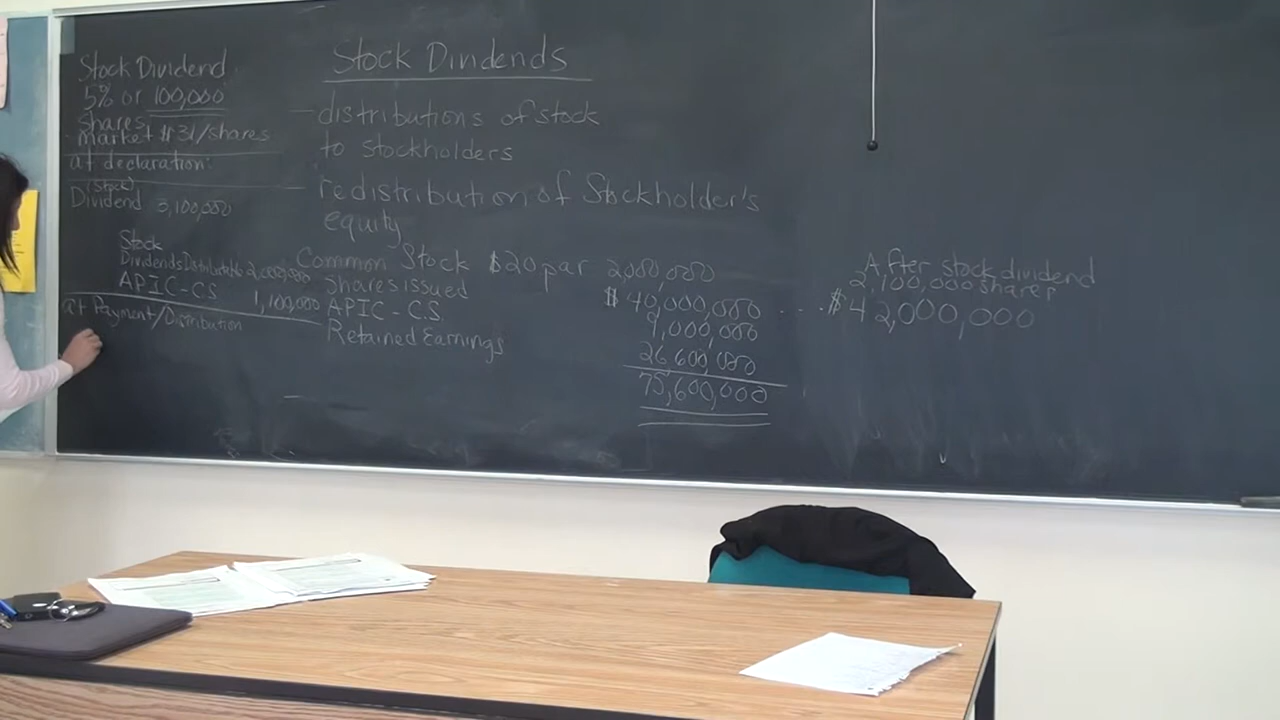 Stock Dividend
5% or 100,000
shares
market $31/shares
at declaration:
(stock)
Dividend 3,100,000
Stock
Dividends Distributable 2,000,000
APIC-CS 1,100,000
at Payment/Distribution
Stock Dividends
- distributions of stock
to stockholders
- redistribution of Stockholder's
equity
Common Stock $20 par 2,000,000
shares issued $40,000,000
APIC - C.S. 9,000,000
Retained Earnings 26,600,000
75,600,000
After stock dividend
2,100,000 shares
....$42,000,000